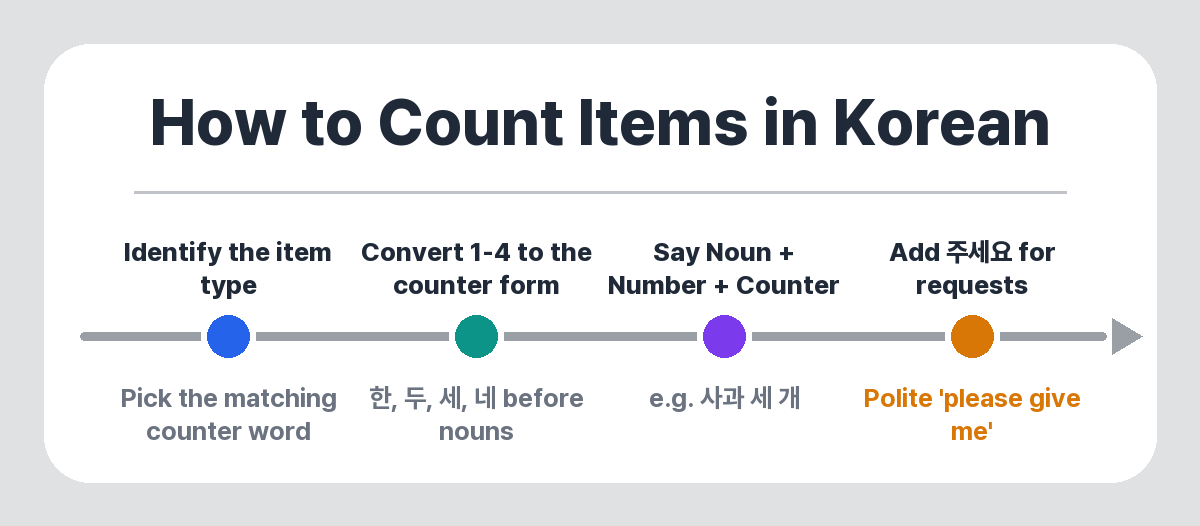 How to Count Items in Korean
Identify the item
type
Convert 1-4 to the
counter form
Say Noun +
Number + Counter
Add 주세요 for
requests
Pick the matching
counter word
한, 두, 세, 네 before
nouns
e.g. 사과 세 개
Polite 'please give
me'